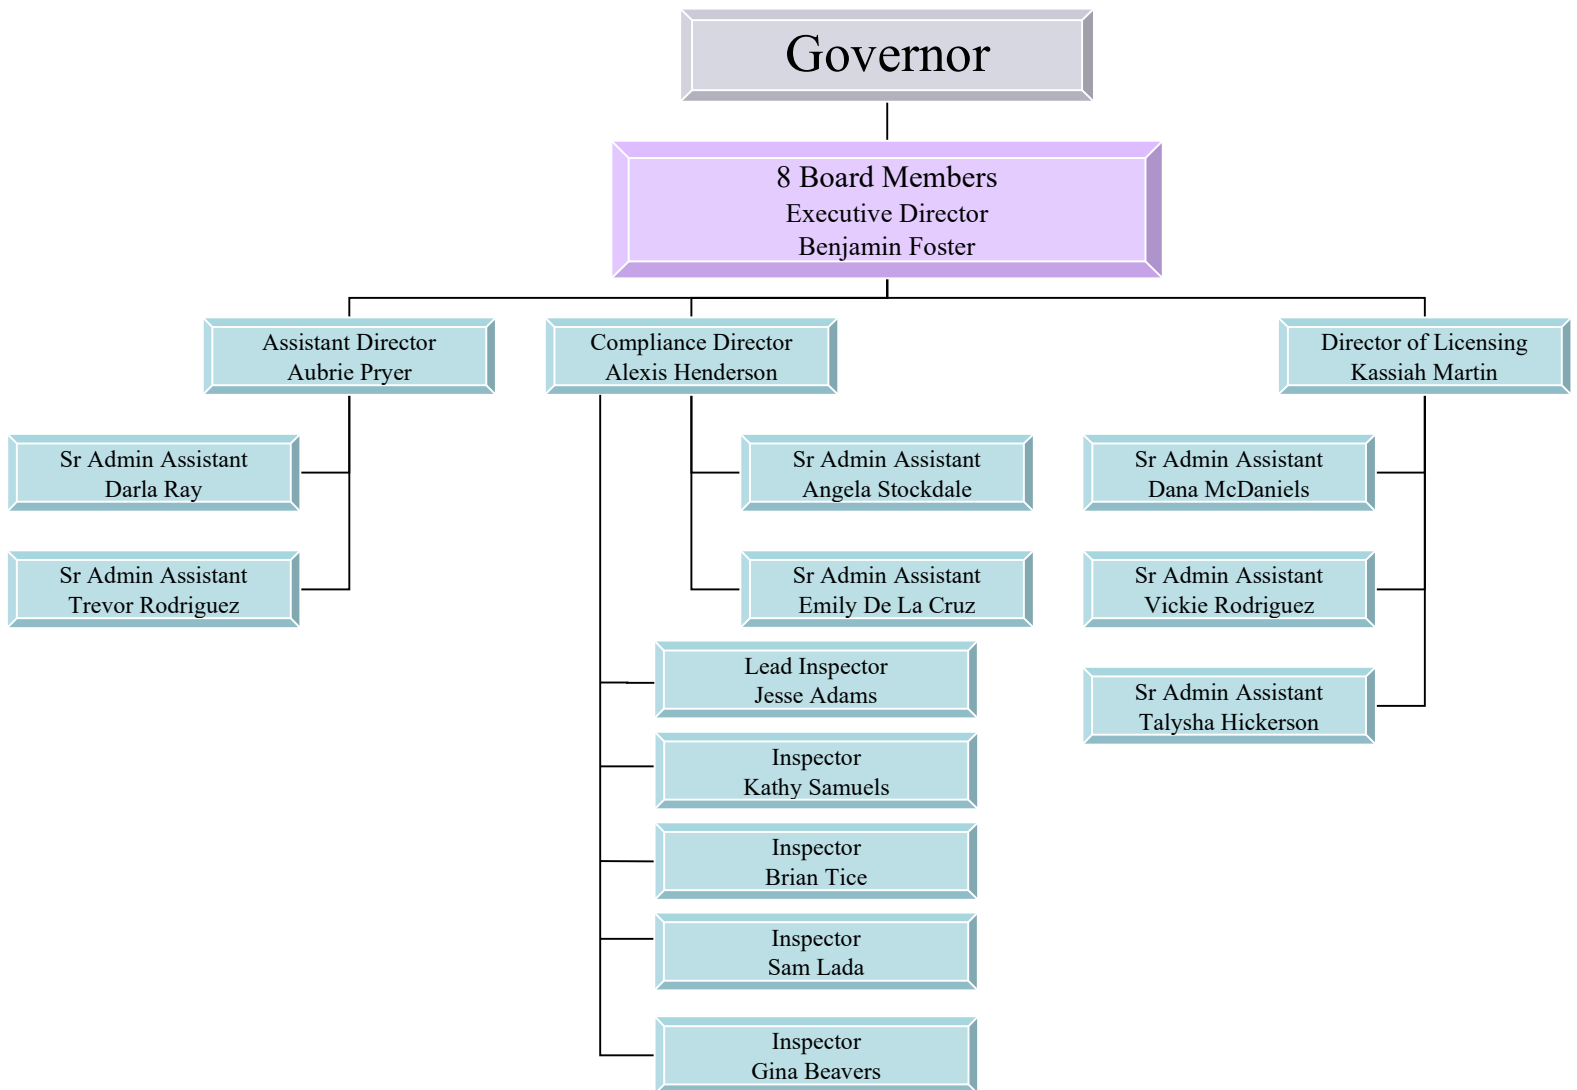 Governor
8 Board Members
Executive Director
Benjamin Foster
Assistant Director
Aubrie Pryer
Compliance Director
Alexis Henderson
Director of Licensing
Kassiah Martin
Sr Admin Assistant
Darla Ray
Sr Admin Assistant
Angela Stockdale
Sr Admin Assistant
Dana McDaniels
Sr Admin Assistant
Trevor Rodriguez
Sr Admin Assistant
Emily De La Cruz
Sr Admin Assistant
Vickie Rodriguez
Lead Inspector
Jesse Adams
Sr Admin Assistant
Talysha Hickerson
Inspector
Kathy Samuels
Inspector
Brian Tice
Inspector
Sam Lada
Inspector
Gina Beavers